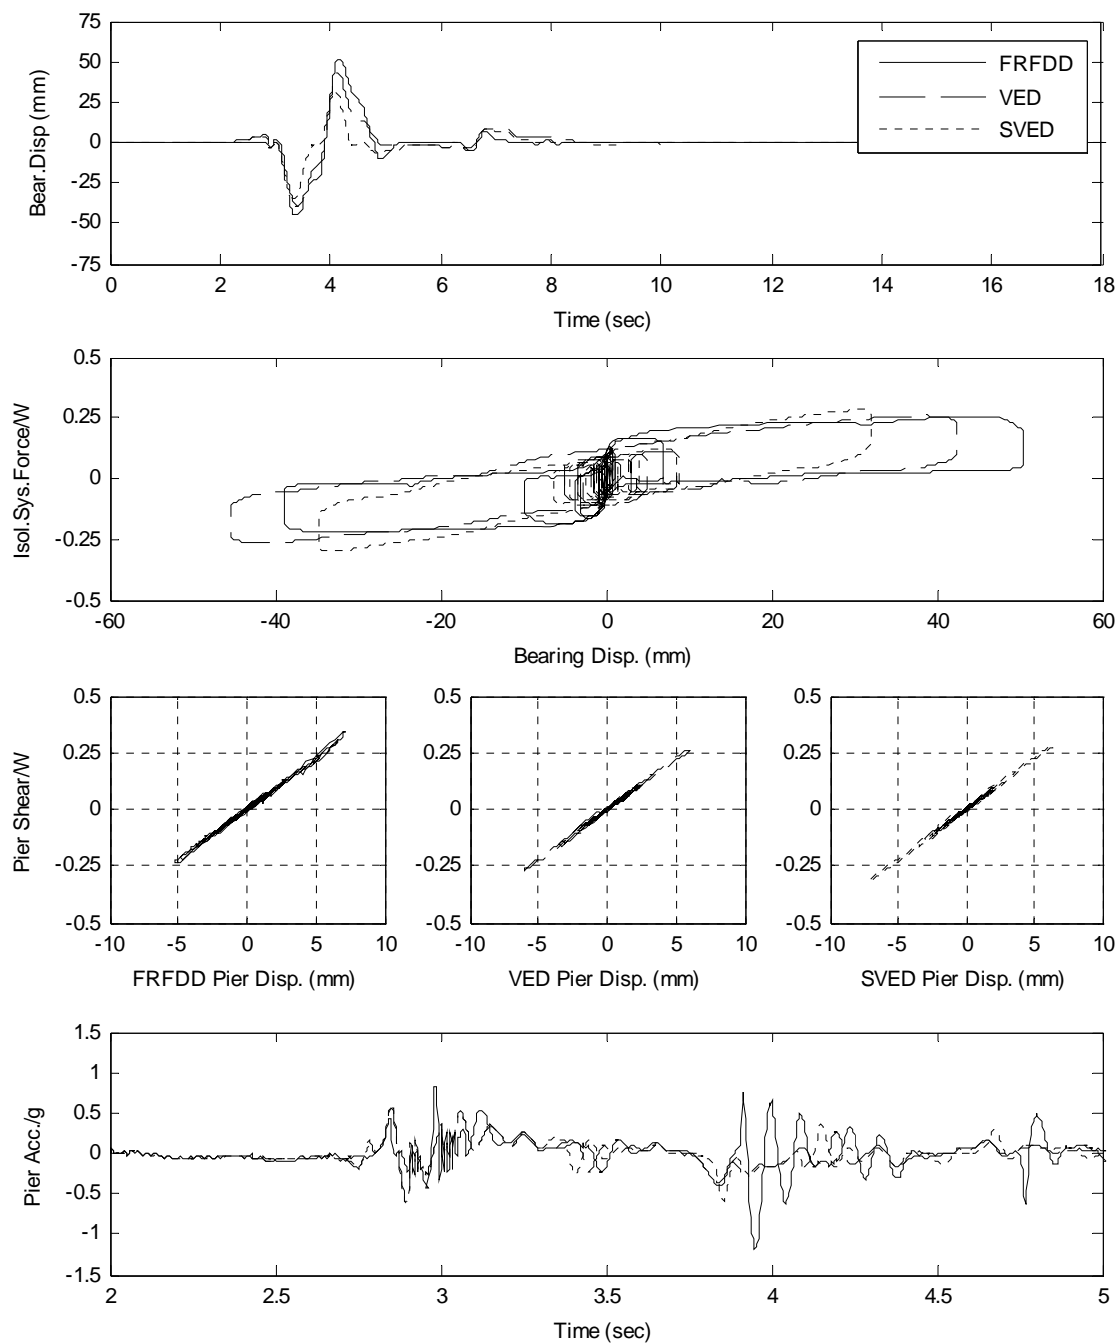 75
50
25
0
-25
-50
-75
Bear.Disp (mm)
FRFDD
VED
SVED
0 2 4 6 8 10 12 14 16 18
Time (sec)
0.5
0.25
0
-0.25
-0.5
Isol.Sys.Force/W
-60 -40 -20 0 20 40 60
Bearing Disp. (mm)
0.5 0.5 0.5
0.25 0.25 0.25
0 0 0
-0.25 -0.25 -0.25
-0.5 -0.5 -0.5
Pier Shear/W
-10 -5 0 5 10 -10 -5 0 5 10 -10 -5 0 5 10
FRFDD Pier Disp. (mm) VED Pier Disp. (mm) SVED Pier Disp. (mm)
1.5
1
0.5
0
-0.5
-1
-1.5
Pier Acc./g
2 2.5 3 3.5 4 4.5 5
Time (sec)